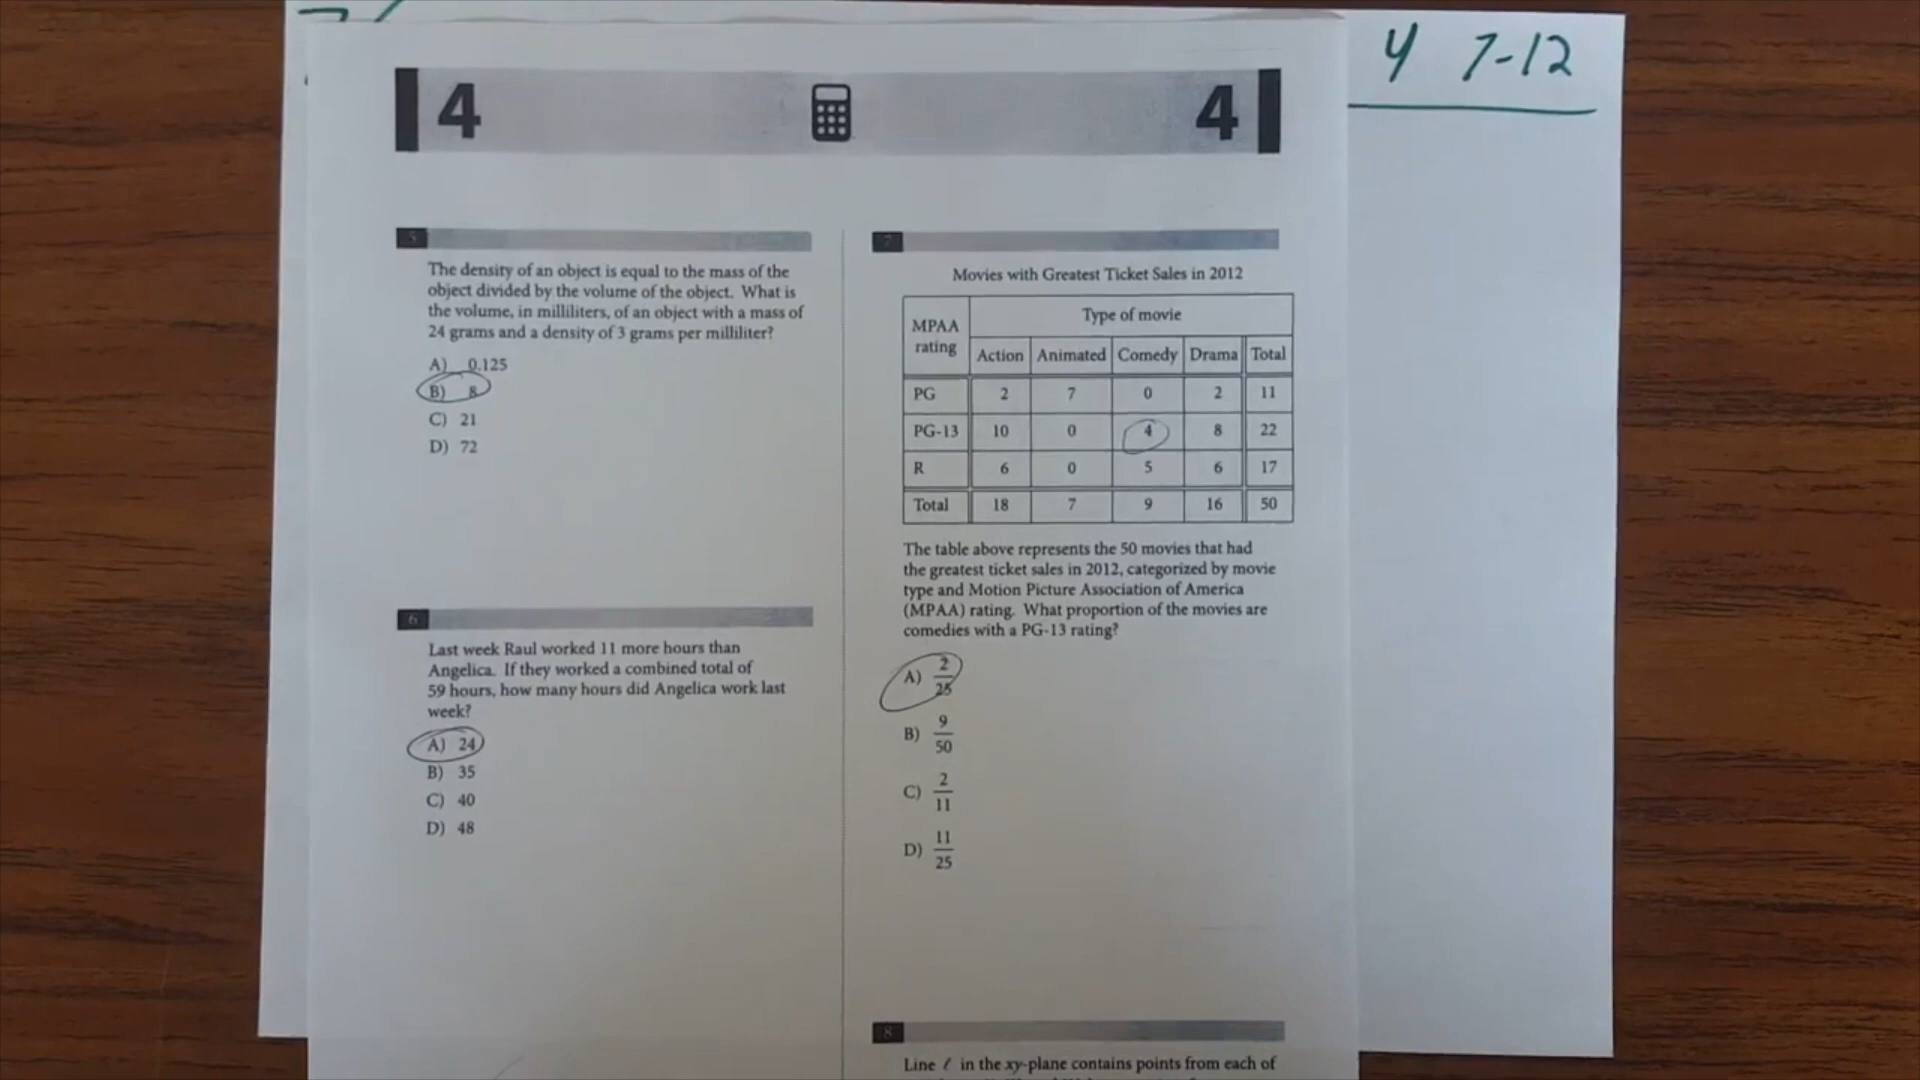 4 7-12
4 4
5
The density of an object is equal to the mass of the
object divided by the volume of the object. What is
the volume, in milliliters, of an object with a mass of
24 grams and a density of 3 grams per milliliter?
A) 0.125
B) 8
C) 21
D) 72
6
Last week Raul worked 11 more hours than
Angelica. If they worked a combined total of
59 hours, how many hours did Angelica work last
week?
A) 24
B) 35
C) 40
D) 48
7
Movies with Greatest Ticket Sales in 2012
MPAA rating Type of movie
Action Animated Comedy Drama Total
PG 2 7 0 2 11
PG-13 10 0 4 8 22
R 6 0 5 6 17
Total 18 7 9 16 50
The table above represents the 50 movies that had
the greatest ticket sales in 2012, categorized by movie
type and Motion Picture Association of America
(MPAA) rating. What proportion of the movies are
comedies with a PG-13 rating?
A) 2/25
B) 9/50
C) 2/11
D) 11/25
8
Line ℓ in the xy-plane contains points from each of